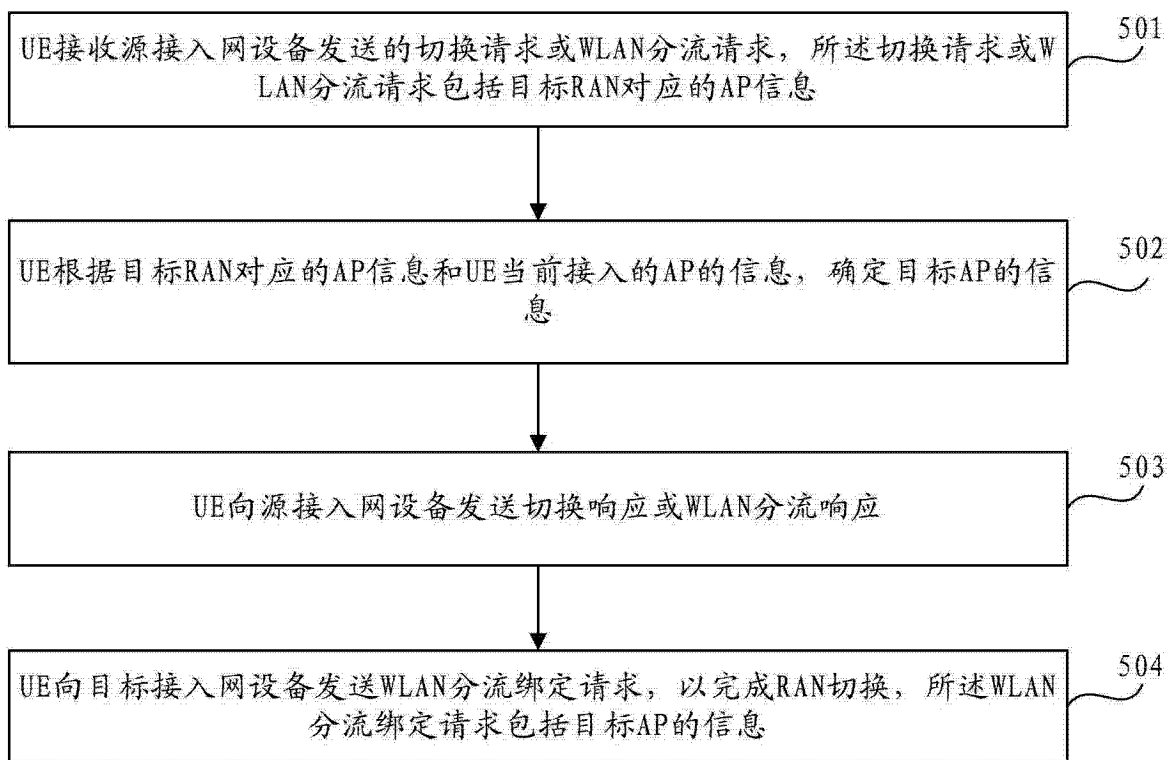 UE接收源接入网设备发送的切换请求或WLAN分流请求，所述切换请求或W
LAN分流请求包括目标RAN对应的AP信息
501
UE根据目标RAN对应的AP信息和UE当前接入的AP的信息，确定目标AP的信
息
502
UE向源接入网设备发送切换响应或WLAN分流响应
503
UE向目标接入网设备发送WLAN分流绑定请求，以完成RAN切换，所述WLAN
分流绑定请求包括目标AP的信息
504